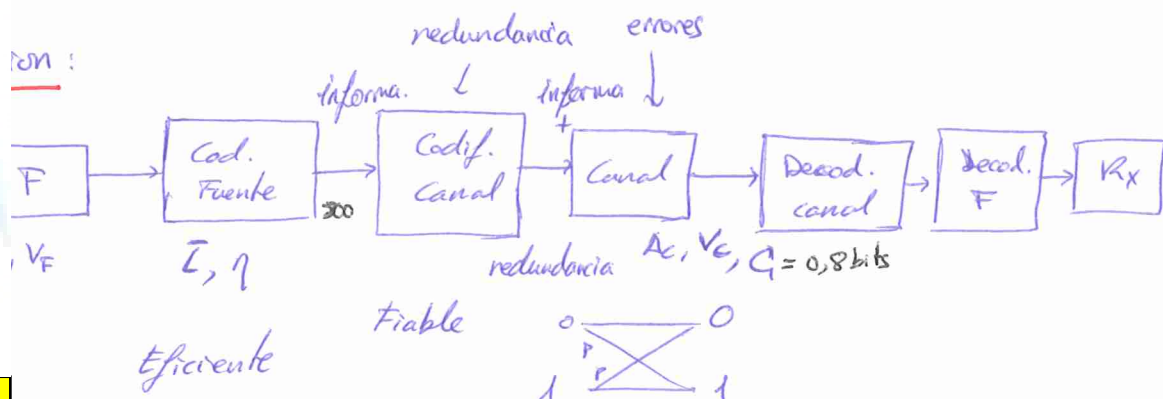 redundancia errores
ion :
informa. informa
+
F Cod. Fuente Codif. Canal Canal Decod. canal Decod. F Rx
300
, VF L, η redundancia Ac, Vc, C = 0,8 bits
Fiable
Eficiente
0 0
P
P
1 1